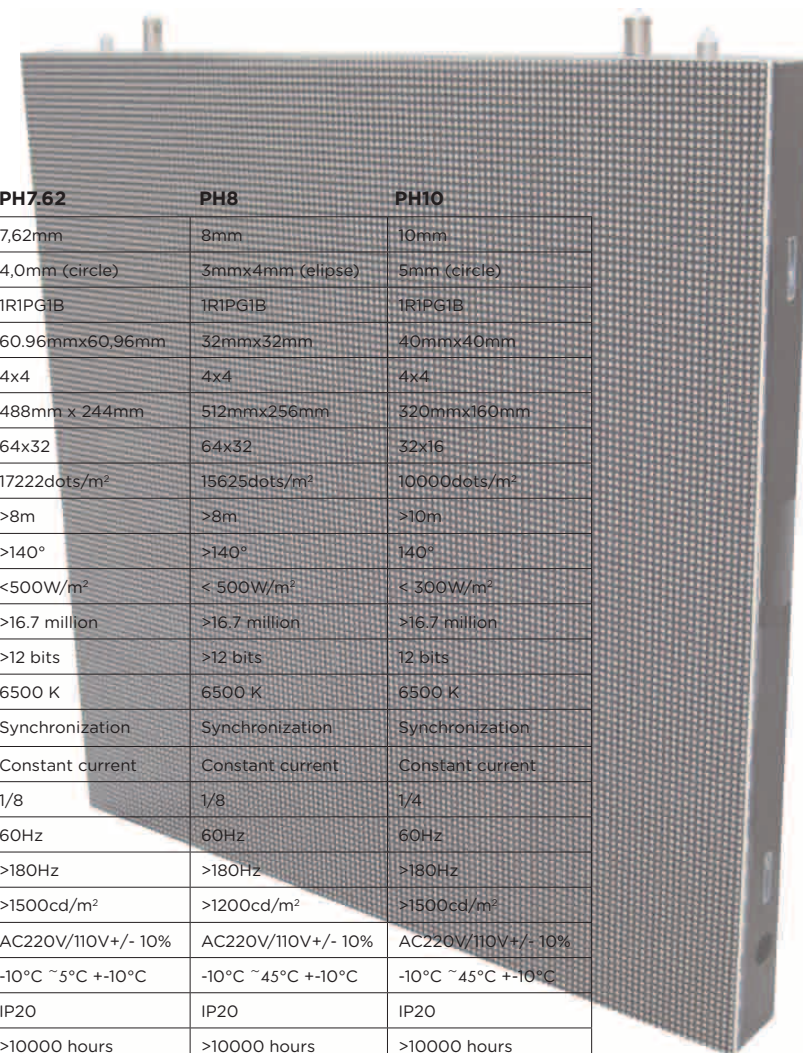 PH7.62 PH8 PH10
7,62mm 8mm 10mm
4,0mm (circle) 3mmx4mm (elipse) 5mm (circle)
1R1PG1B 1R1PG1B 1R1PG1B
60.96mmx60,96mm 32mmx32mm 40mmx40mm
4x4 4x4 4x4
488mm x 244mm 512mmx256mm 320mmx160mm
64x32 64x32 32x16
17222dots/m² 15625dots/m² 10000dots/m²
>8m >8m >10m
>140° >140° 140°
<500W/m² < 500W/m² < 300W/m²
>16.7 million >16.7 million >16.7 million
>12 bits >12 bits 12 bits
6500 K 6500 K 6500 K
Synchronization Synchronization Synchronization
Constant current Constant current Constant current
1/8 1/8 1/4
60Hz 60Hz 60Hz
>180Hz >180Hz >180Hz
>1500cd/m² >1200cd/m² >1500cd/m²
AC220V/110V+/- 10% AC220V/110V+/- 10% AC220V/110V+/- 10%
-10°C ~5°C +-10°C -10°C ~45°C +-10°C -10°C ~45°C +-10°C
IP20 IP20 IP20
>10000 hours >10000 hours >10000 hours